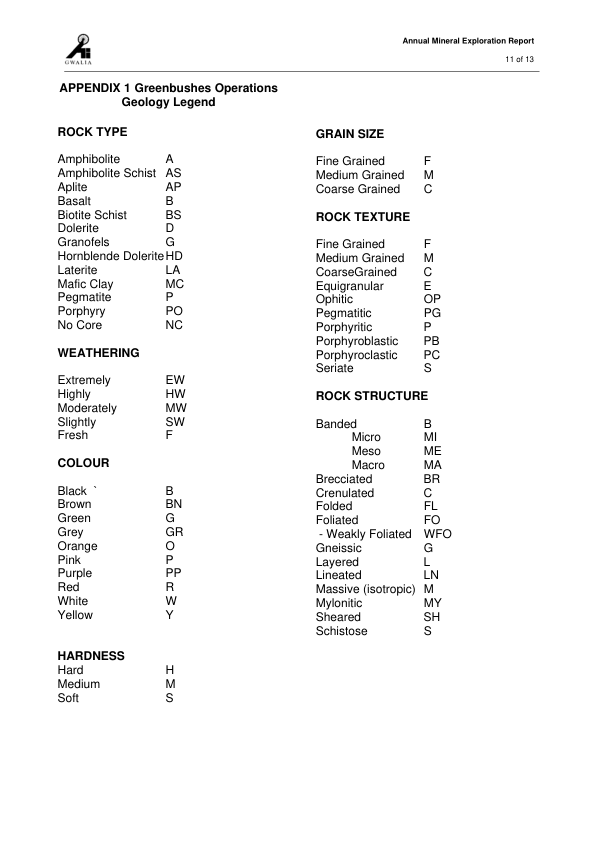 GWALIA
Annual Mineral Exploration Report
11 of 13
APPENDIX 1 Greenbushes Operations
Geology Legend
ROCK TYPE
Amphibolite A
Amphibolite Schist AS
Aplite AP
Basalt B
Biotite Schist BS
Dolerite D
Granofels G
Hornblende Dolerite HD
Laterite LA
Mafic Clay MC
Pegmatite P
Porphyry PO
No Core NC
WEATHERING
Extremely EW
Highly HW
Moderately MW
Slightly SW
Fresh F
COLOUR
Black ` B
Brown BN
Green G
Grey GR
Orange O
Pink P
Purple PP
Red R
White W
Yellow Y
HARDNESS
Hard H
Medium M
Soft S
GRAIN SIZE
Fine Grained F
Medium Grained M
Coarse Grained C
ROCK TEXTURE
Fine Grained F
Medium Grained M
CoarseGrained C
Equigranular E
Ophitic OP
Pegmatitic PG
Porphyritic P
Porphyroblastic PB
Porphyroclastic PC
Seriate S
ROCK STRUCTURE
Banded B
Micro MI
Meso ME
Macro MA
Brecciated BR
Crenulated C
Folded FL
Foliated FO
- Weakly Foliated WFO
Gneissic G
Layered L
Lineated LN
Massive (isotropic) M
Mylonitic MY
Sheared SH
Schistose S